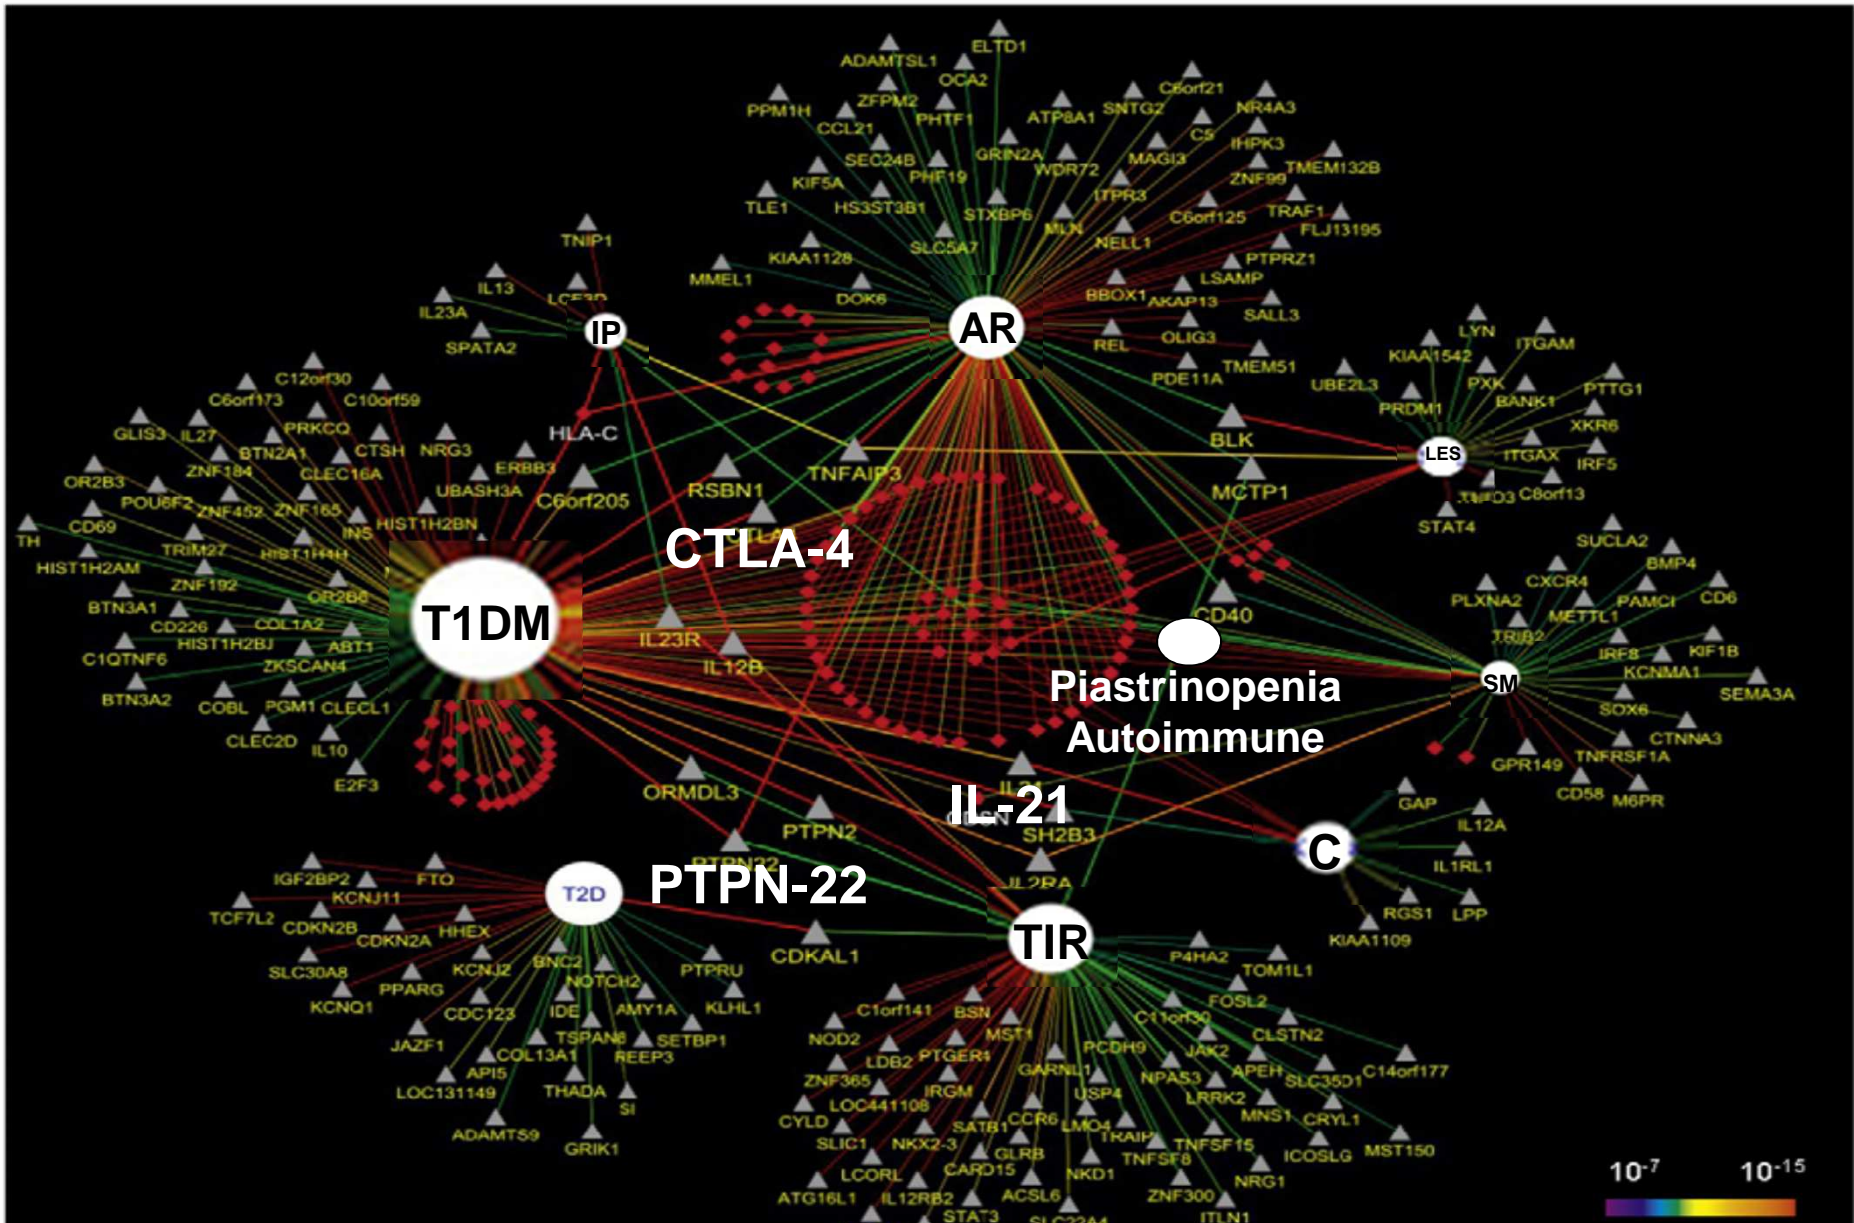 ELTD1
ADAMTSL1
OCA2
C6orf21
PPM1H
ZFPM2
PHTF1
ATP8A1
SNTG2
NR4A3
CCL21
C5
IHPK3
SEC24B
GRIN2A
MAGI3
KIF5A
PHF19
WDR72
ZNF99
TMEM132B
TLE1
HS3ST3B1
STXBP6
ITPR3
C6orf125
TRAF1
FLJ13195
TNIP1
SLC5A7
MLN
NELL1
KIAA1128
PTPRZ1
MMEL1
LSAMP
IL13
DOK6
BBOX1
AKAP13
IL23A
SALL3
IP
AR
SPATA2
REL
OLIG3
LYN
ITGAM
TMEM51
KIAA1542
C12orf30
PDE11A
UBE2L3
PXK
PTTG1
C6orf173
C10orf59
PRDM1
BANK1
GLIS3
IL27
PRKCQ
HLA-C
XKR6
BTN2A1
CTSH
NRG3
BLK
LES
ITGAX
IRF5
ZNF184
CLEC16A
ERBB3
TNFAIP3
OR2B3
POU6F2
UBASH3A
C6orf205
RSBN1
MCTP1
C8orf13
CD69
ZNF452
ZNF165
INS
HIST1H2BN
STAT4
TH
TRIM27
HIST1H4H
CTLA-4
SUCLA2
HIST1H2AM
ZNF192
OR2B6
CXCR4
BMP4
BTN3A1
CD226
COL1A2
T1DM
CD40
PLXNA2
METTL1
PAMCI
CD6
HIST1H2BJ
ABT1
IL23R
TRIB2
C1QTNF6
ZKSCAN4
IL12B
IRF8
KIF1B
KCNMA1
BTN3A2
COBL
PGM1
CLECL1
Piastrinopenia
SM
SEMA3A
SOX6
CLEC2D
IL10
Autoimmune
CTNNA3
GPR149
TNFRSF1A
E2F3
ORMDL3
IL-21
CD58
M6PR
PTPN2
SH2B3
GAP
IL12A
PTPN22
C
IL1RL1
IGF2BP2
FTO
T2D
PTPN-22
IL2RA
KCNJ11
TCF7L2
CDKN2B
RGS1
LPP
CDKN2A
HHEX
TIR
KIAA1109
SLC30A8
KCNJ2
BNC2
PTPRU
CDKAL1
P4HA2
TOM1L1
PPARG
NOTCH2
KCNQ1
CDC123
IDE
AMY1A
KLHL1
C1orf141
BSN
FOSL2
C11orf30
JAZF1
TSPAN8
SETBP1
NOD2
MST1
CLSTN2
COL13A1
REEP3
LDB2
PTGER4
PCDH9
JAK2
API5
ZNF365
GARNL1
NPAS3
APEH
SLC35D1
C14orf177
LOC131149
THADA
SI
LOC441108
IRGM
USP4
LRRK2
MNS1
CRYL1
ADAMTS9
CYLD
SLIC1
NKX2-3
SATB1
CCR6
LMO4
TRAIP
TNFSF15
GRIK1
GLRB
TNFSF8
ICOSLG
MST150
LCORL
CARD15
NKD1
NRG1
ATG16L1
IL12RB2
ACSL6
ZNF300
STAT3
SLC22A4
ITLN1
10-7
10-15